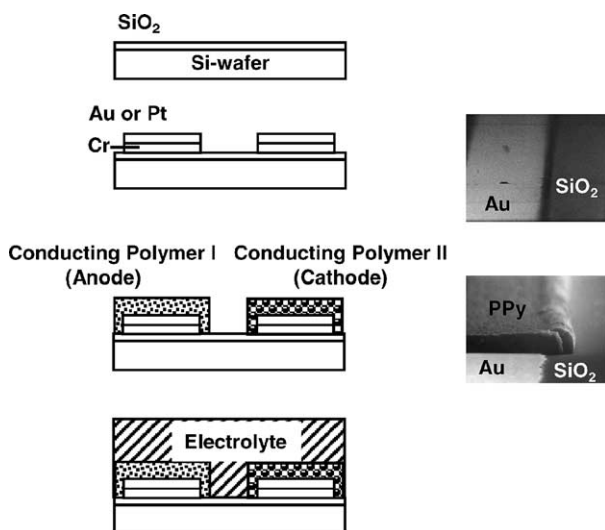 SiO₂
Si-wafer
Au or Pt
Cr
SiO₂
Au
Conducting Polymer I
(Anode)
Conducting Polymer II
(Cathode)
PPy
Au
SiO₂
Electrolyte